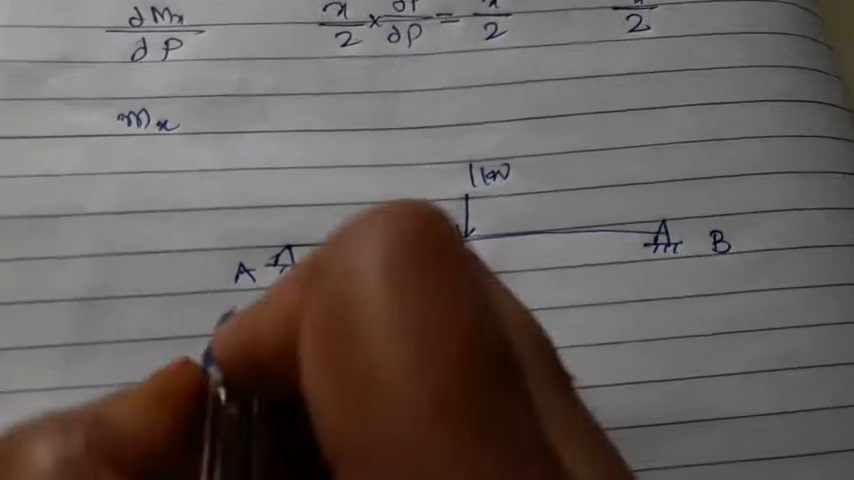 ∂Mx/∂P x/2 × ∂P/∂P = x/2 x/2
mx
1kN
A B